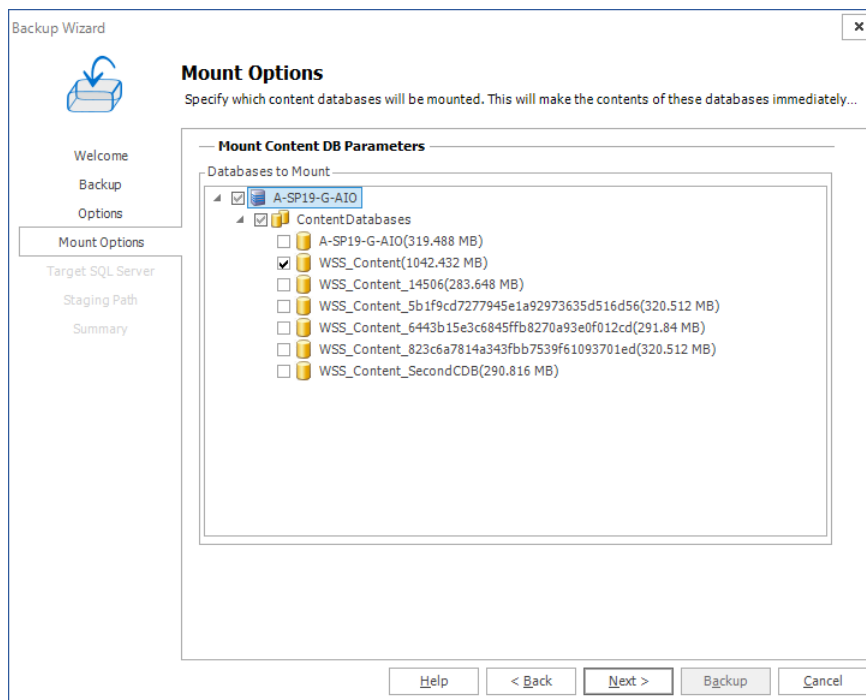 Backup Wizard
Mount Options
Specify which content databases will be mounted. This will make the contents of these databases immediately...
Welcome
Backup
Options
Mount Options
Target SQL Server
Staging Path
Summary
Mount Content DB Parameters
Databases to Mount
A-SP19-G-AIO
ContentDatabases
A-SP19-G-AIO(319.488 MB)
WSS_Content(1042.432 MB)
WSS_Content_14506(283.648 MB)
WSS_Content_5b1f9cd7277945e1a92973635d516d56(320.512 MB)
WSS_Content_6443b15e3c6845ffb8270a93e0f012cd(291.84 MB)
WSS_Content_823c6a7814a343fbb7539f61093701ed(320.512 MB)
WSS_Content_SecondCDB(290.816 MB)
Help < Back Next > Backup Cancel